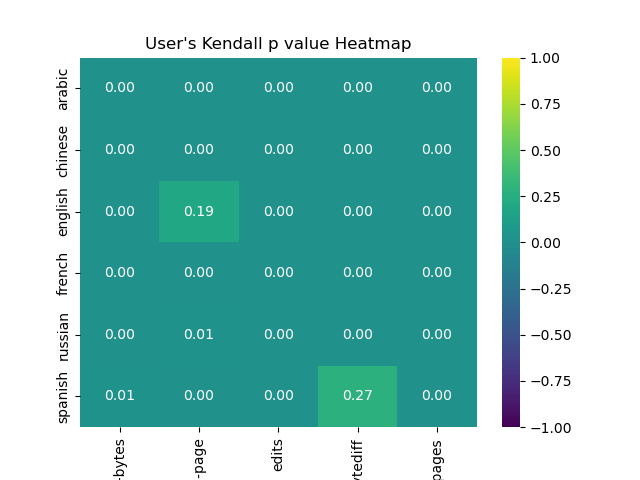 User's Kendall p value Heatmap
arabic 0.00 0.00 0.00 0.00 0.00
chinese 0.00 0.00 0.00 0.00 0.00
english 0.00 0.19 0.00 0.00 0.00
french 0.00 0.00 0.00 0.00 0.00
russian 0.00 0.01 0.00 0.00 0.00
spanish 0.01 0.00 0.00 0.27 0.00
-bytes -page edits ytediff pages
1.00
0.75
0.50
0.25
0.00
−0.25
−0.50
−0.75
−1.00